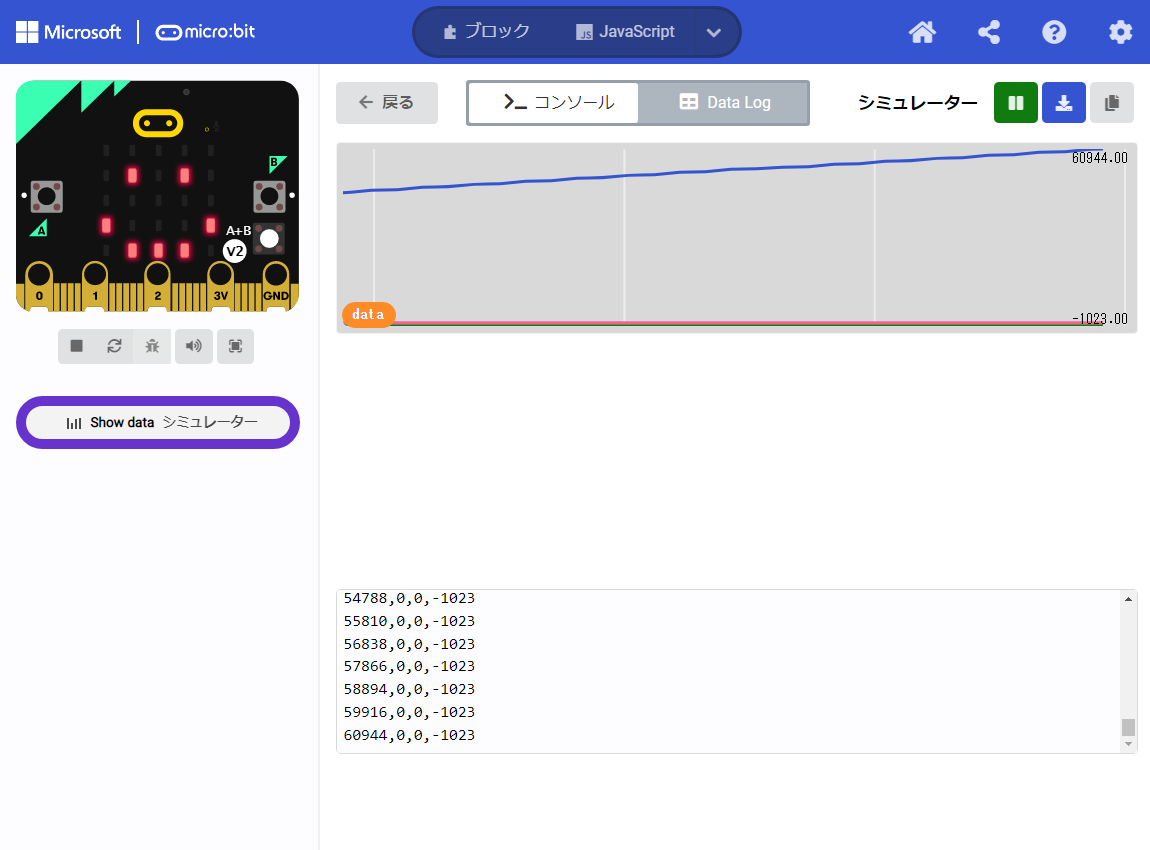 Microsoft
micro:bit
ブロック
JS JavaScript
B
A
A+B
V2
0 1 2 3V GND
Show data シミュレーター
戻る
コンソール
Data Log
シミュレーター
60944.00
data
-1023.00
54788,0,0,-1023
55810,0,0,-1023
56838,0,0,-1023
57866,0,0,-1023
58894,0,0,-1023
59916,0,0,-1023
60944,0,0,-1023